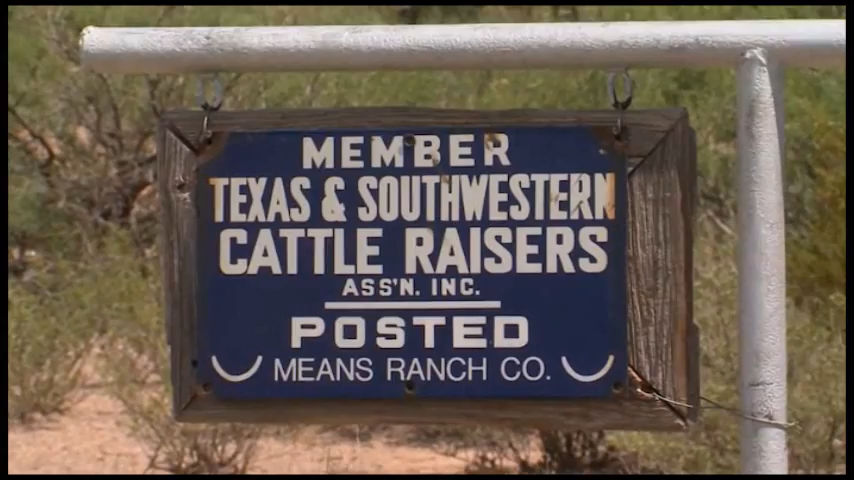 MEMBER
TEXAS & SOUTHWESTERN
CATTLE RAISERS
ASS'N. INC.
POSTED
MEANS RANCH CO.